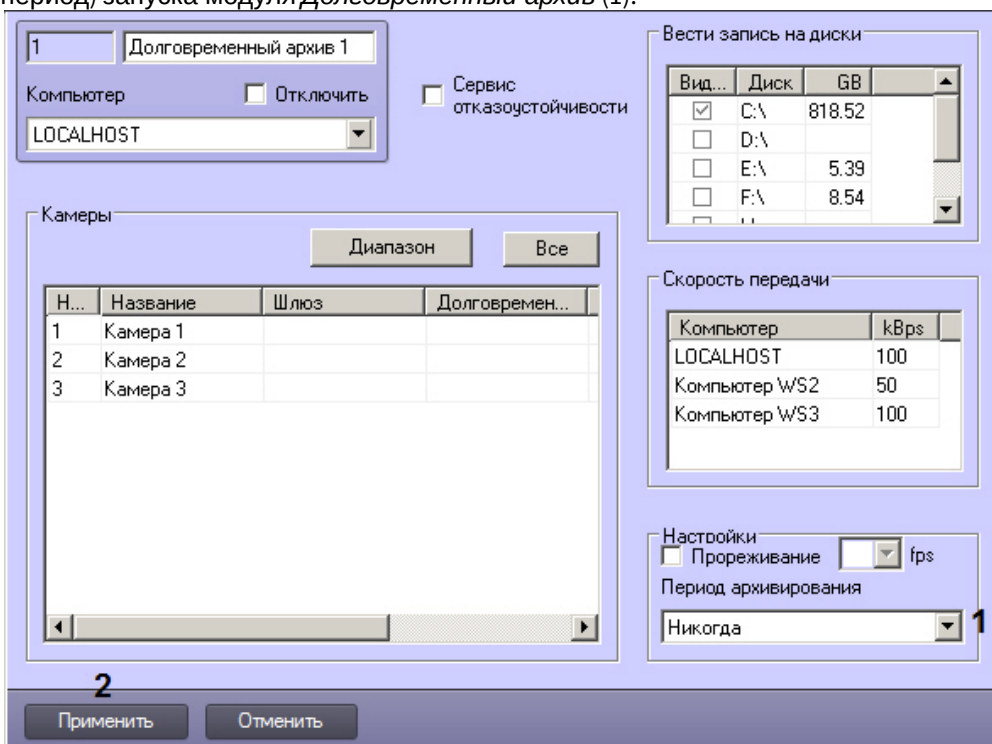 период) запуска модуля Долговременный архив (1).
1 Долговременный архив 1
Компьютер Отключить
LOCALHOST
Сервис
отказоустойчивости
Вести запись на диски
Вид... Диск GB
C:\ 818.52
D:\
E:\ 5.39
F:\ 8.54
Камеры
Диапазон Все
Н... Название Шлюз Долговремен...
1 Камера 1
2 Камера 2
3 Камера 3
Скорость передачи
Компьютер kBps
LOCALHOST 100
Компьютер WS2 50
Компьютер WS3 100
Настройки
Прореживание fps
Период архивирования
Никогда 1
2
Применить Отменить